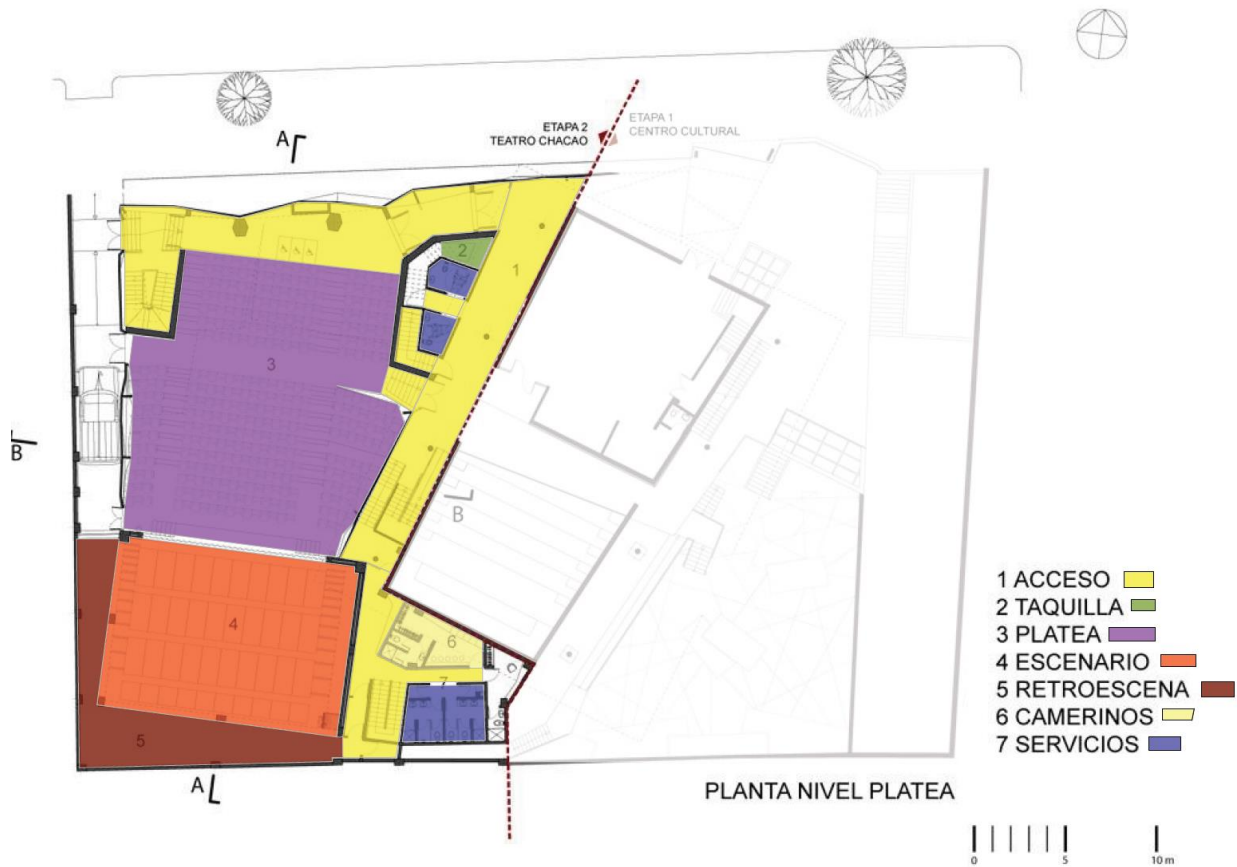 ETAPA 2
TEATRO CHACAO
ETAPA 1
CENTRO CULTURAL
A
2
1
3
B
B
4
6
7
5
A
1 ACCESO
2 TAQUILLA
3 PLATEA
4 ESCENARIO
5 RETROESCENA
6 CAMERINOS
7 SERVICIOS
PLANTA NIVEL PLATEA
0 5 10 m